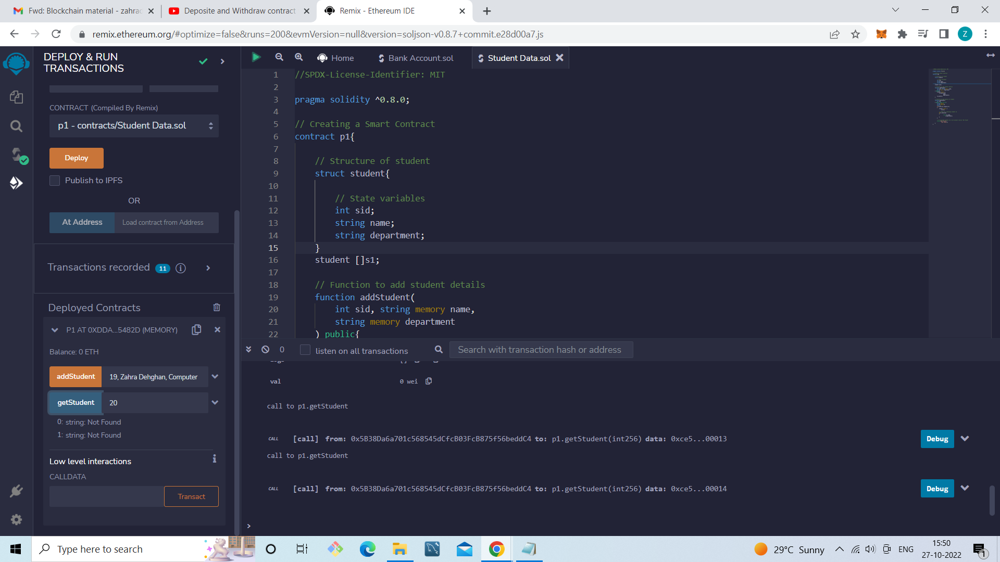 Fwd: Blockchain material - zahrac
Deposite and Withdraw contract
Remix - Ethereum IDE
remix.ethereum.org/#optimize=false&runs=200&evmVersion=null&version=soljson-v0.8.7+commit.e28d00a7.js
Z
DEPLOY & RUN
TRANSACTIONS
CONTRACT (Compiled By Remix)
p1 - contracts/Student Data.sol
Deploy
Publish to IPFS
OR
At Address
Load contract from Address
Transactions recorded 11
Deployed Contracts
P1 AT 0XDDA...5482D (MEMORY)
Balance: 0 ETH
addStudent 19, Zahra Dehghan, Computer
getStudent 20
0: string: Not Found
1: string: Not Found
Low level interactions
CALLDATA
Transact
Home
Bank Account.sol
Student Data.sol
1 //SPDX-License-Identifier: MIT
2
3 pragma solidity ^0.8.0;
4
5 // Creating a Smart Contract
6 contract p1{
7
8 // Structure of student
9 struct student{
10
11 // State variables
12 int sid;
13 string name;
14 string department;
15 }
16 student []s1;
17
18 // Function to add student details
19 function addStudent(
20 int sid, string memory name,
21 string memory department
22 ) public{
0 listen on all transactions Search with transaction hash or address
val 0 wei
call to p1.getStudent
CALL [call] from: 0x5B38Da6a701c568545dCfcB03FcB875f56beddC4 to: p1.getStudent(int256) data: 0xce5...00013 Debug
call to p1.getStudent
CALL [call] from: 0x5B38Da6a701c568545dCfcB03FcB875f56beddC4 to: p1.getStudent(int256) data: 0xce5...00014 Debug
>
Type here to search
29°C Sunny
ENG
15:50
27-10-2022
1